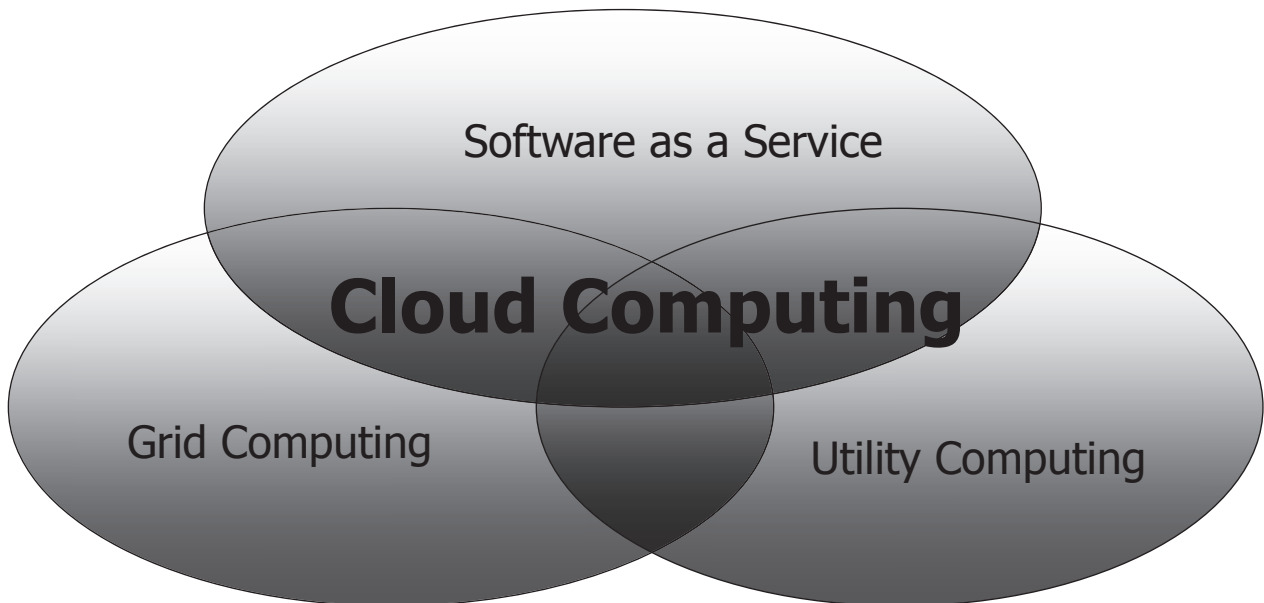 Software as a Service
Cloud Computing
Grid Computing
Utility Computing